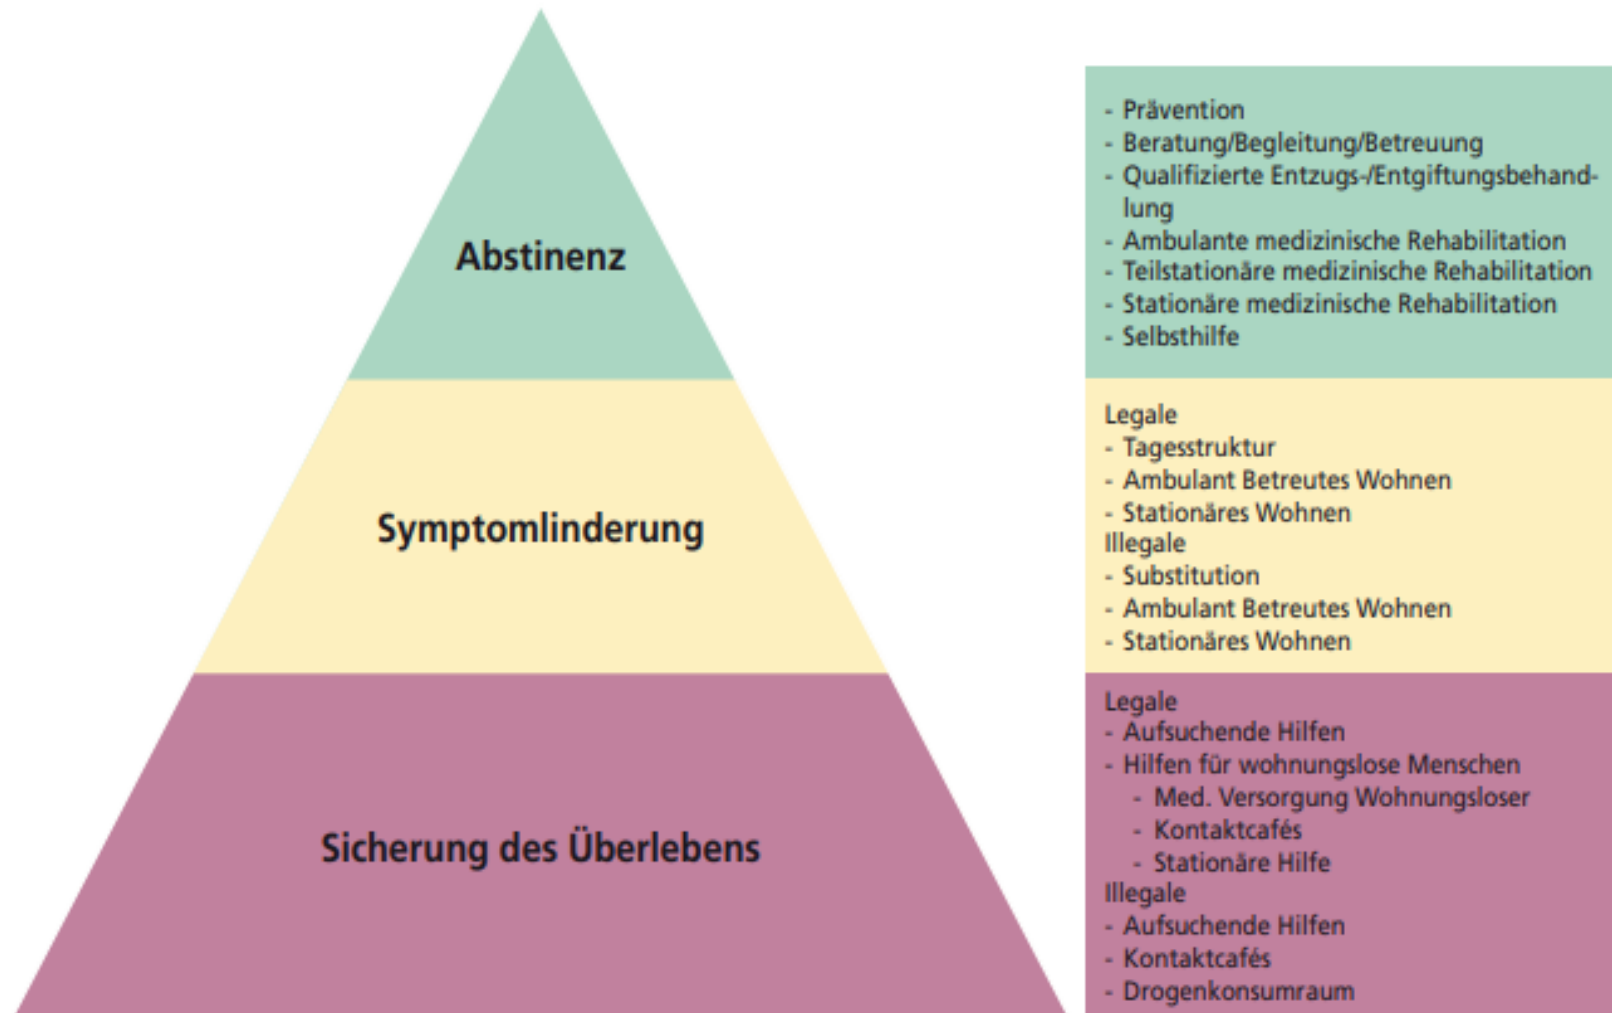 Abstinenz
Symptomlinderung
Sicherung des Überlebens
- Prävention
- Beratung/Begleitung/Betreuung
- Qualifizierte Entzugs-/Entgiftungsbehand-
lung
- Ambulante medizinische Rehabilitation
- Teilstationäre medizinische Rehabilitation
- Stationäre medizinische Rehabilitation
- Selbsthilfe
Legale
- Tagesstruktur
- Ambulant Betreutes Wohnen
- Stationäres Wohnen
Illegale
- Substitution
- Ambulant Betreutes Wohnen
- Stationäres Wohnen
Legale
- Aufsuchende Hilfen
- Hilfen für wohnungslose Menschen
- Med. Versorgung Wohnungsloser
- Kontaktcafés
- Stationäre Hilfe
Illegale
- Aufsuchende Hilfen
- Kontaktcafés
- Drogenkonsumraum